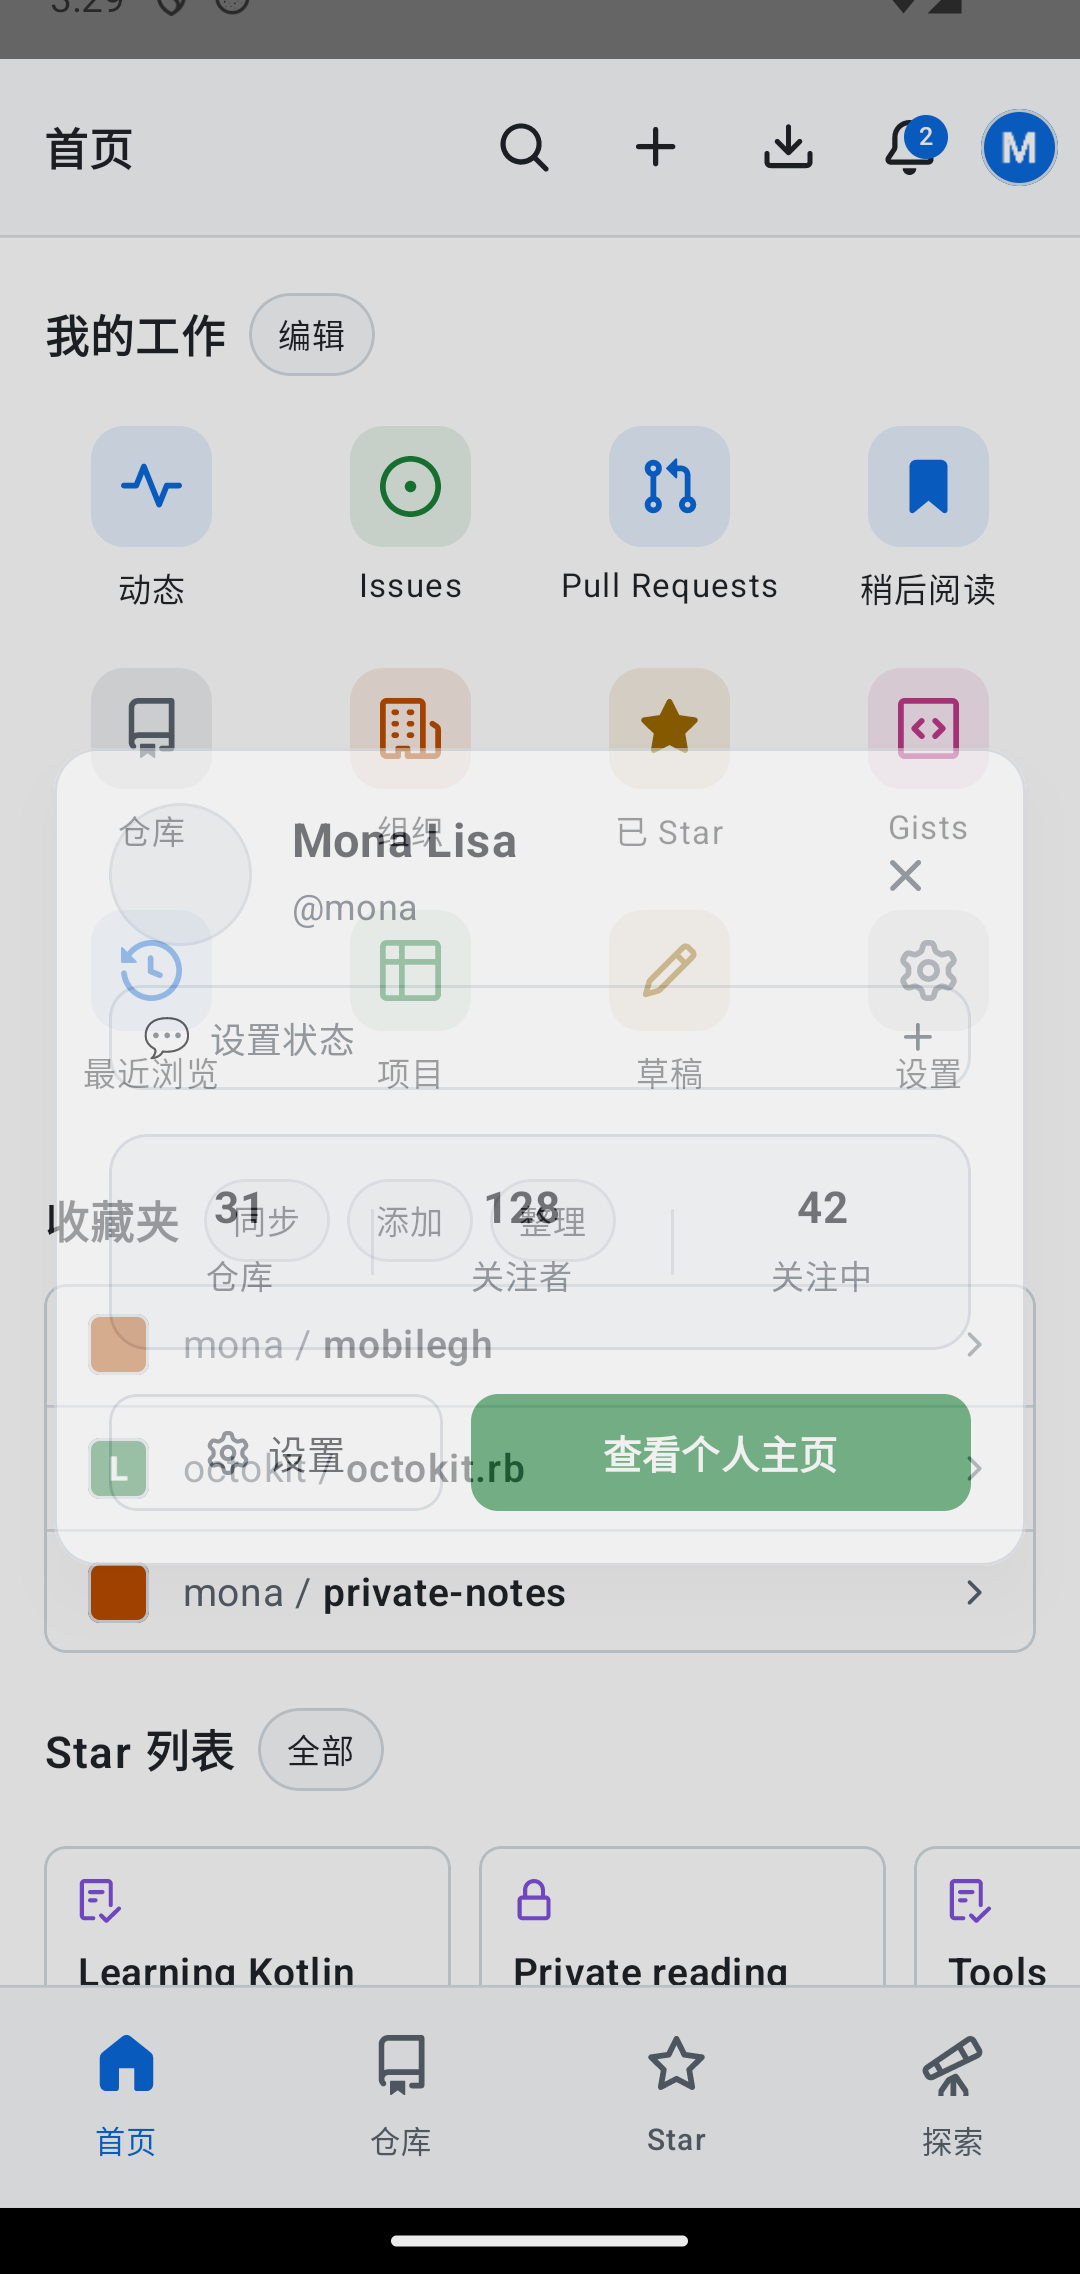 3:29
首页
2
M
我的工作
编辑
动态
Issues
Pull Requests
稍后阅读
仓库
组织
已 Star
Gists
Mona Lisa
@mona
💬 设置状态
最近浏览
项目
草稿
设置
收藏夹
同步
添加
整理
31
128
42
仓库
关注者
关注中
mona / mobilegh
设置
查看个人主页
L
octokit / octokit.rb
mona / private-notes
Star 列表
全部
Learning Kotlin
Private reading
Tools
首页
仓库
Star
探索